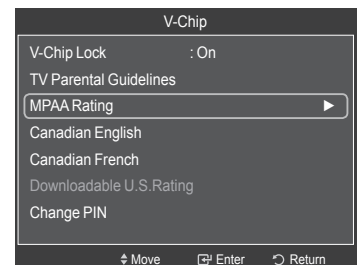 V-Chip
V-Chip Lock : On
TV Parental Guidelines
MPAA Rating ►
Canadian English
Canadian French
Downloadable U.S.Rating
Change PIN
Move Enter Return